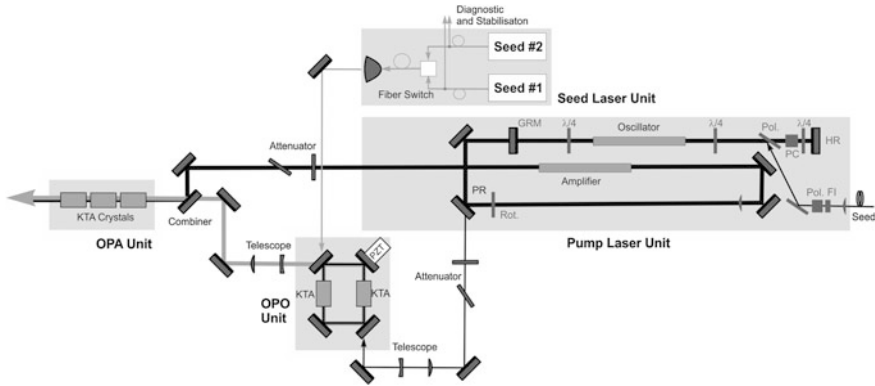 Diagnostic
and Stabilisaton
Seed #2
Seed #1
Fiber Switch
Seed Laser Unit
GRM
λ/4
Oscillator
λ/4
Pol.
λ/4
PC
HR
Attenuator
Amplifier
PR
Rot.
Pol.
FI
Seed
Pump Laser Unit
KTA Crystals
Combiner
OPA Unit
Telescope
PZT
Attenuator
KTA
KTA
OPO
Unit
Telescope